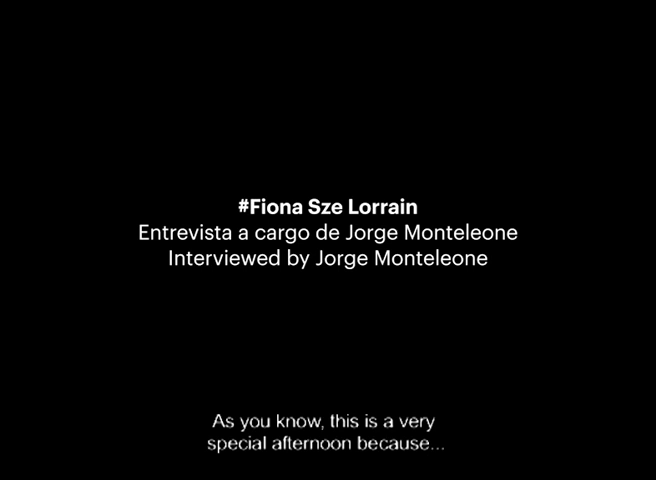 #Fiona Sze Lorrain
Entrevista a cargo de Jorge Monteleone
Interviewed by Jorge Monteleone
As you know, this is a very
special afternoon because...